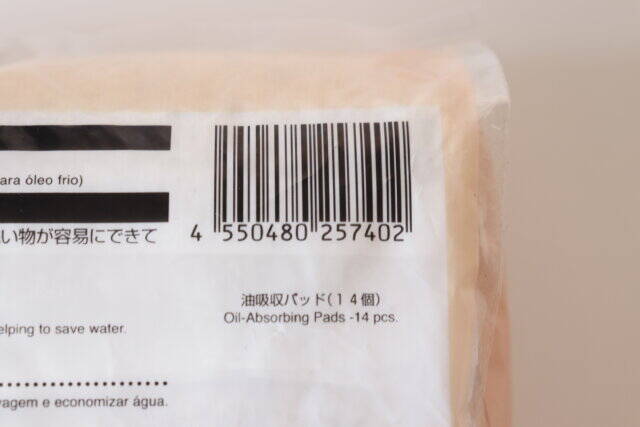 ara óleo frio)
い物が容易にできて
4 550480 257402
油吸収パッド(14個)
Oil-Absorbing Pads -14 pcs.
elping to save water.
vagem e economizar água.